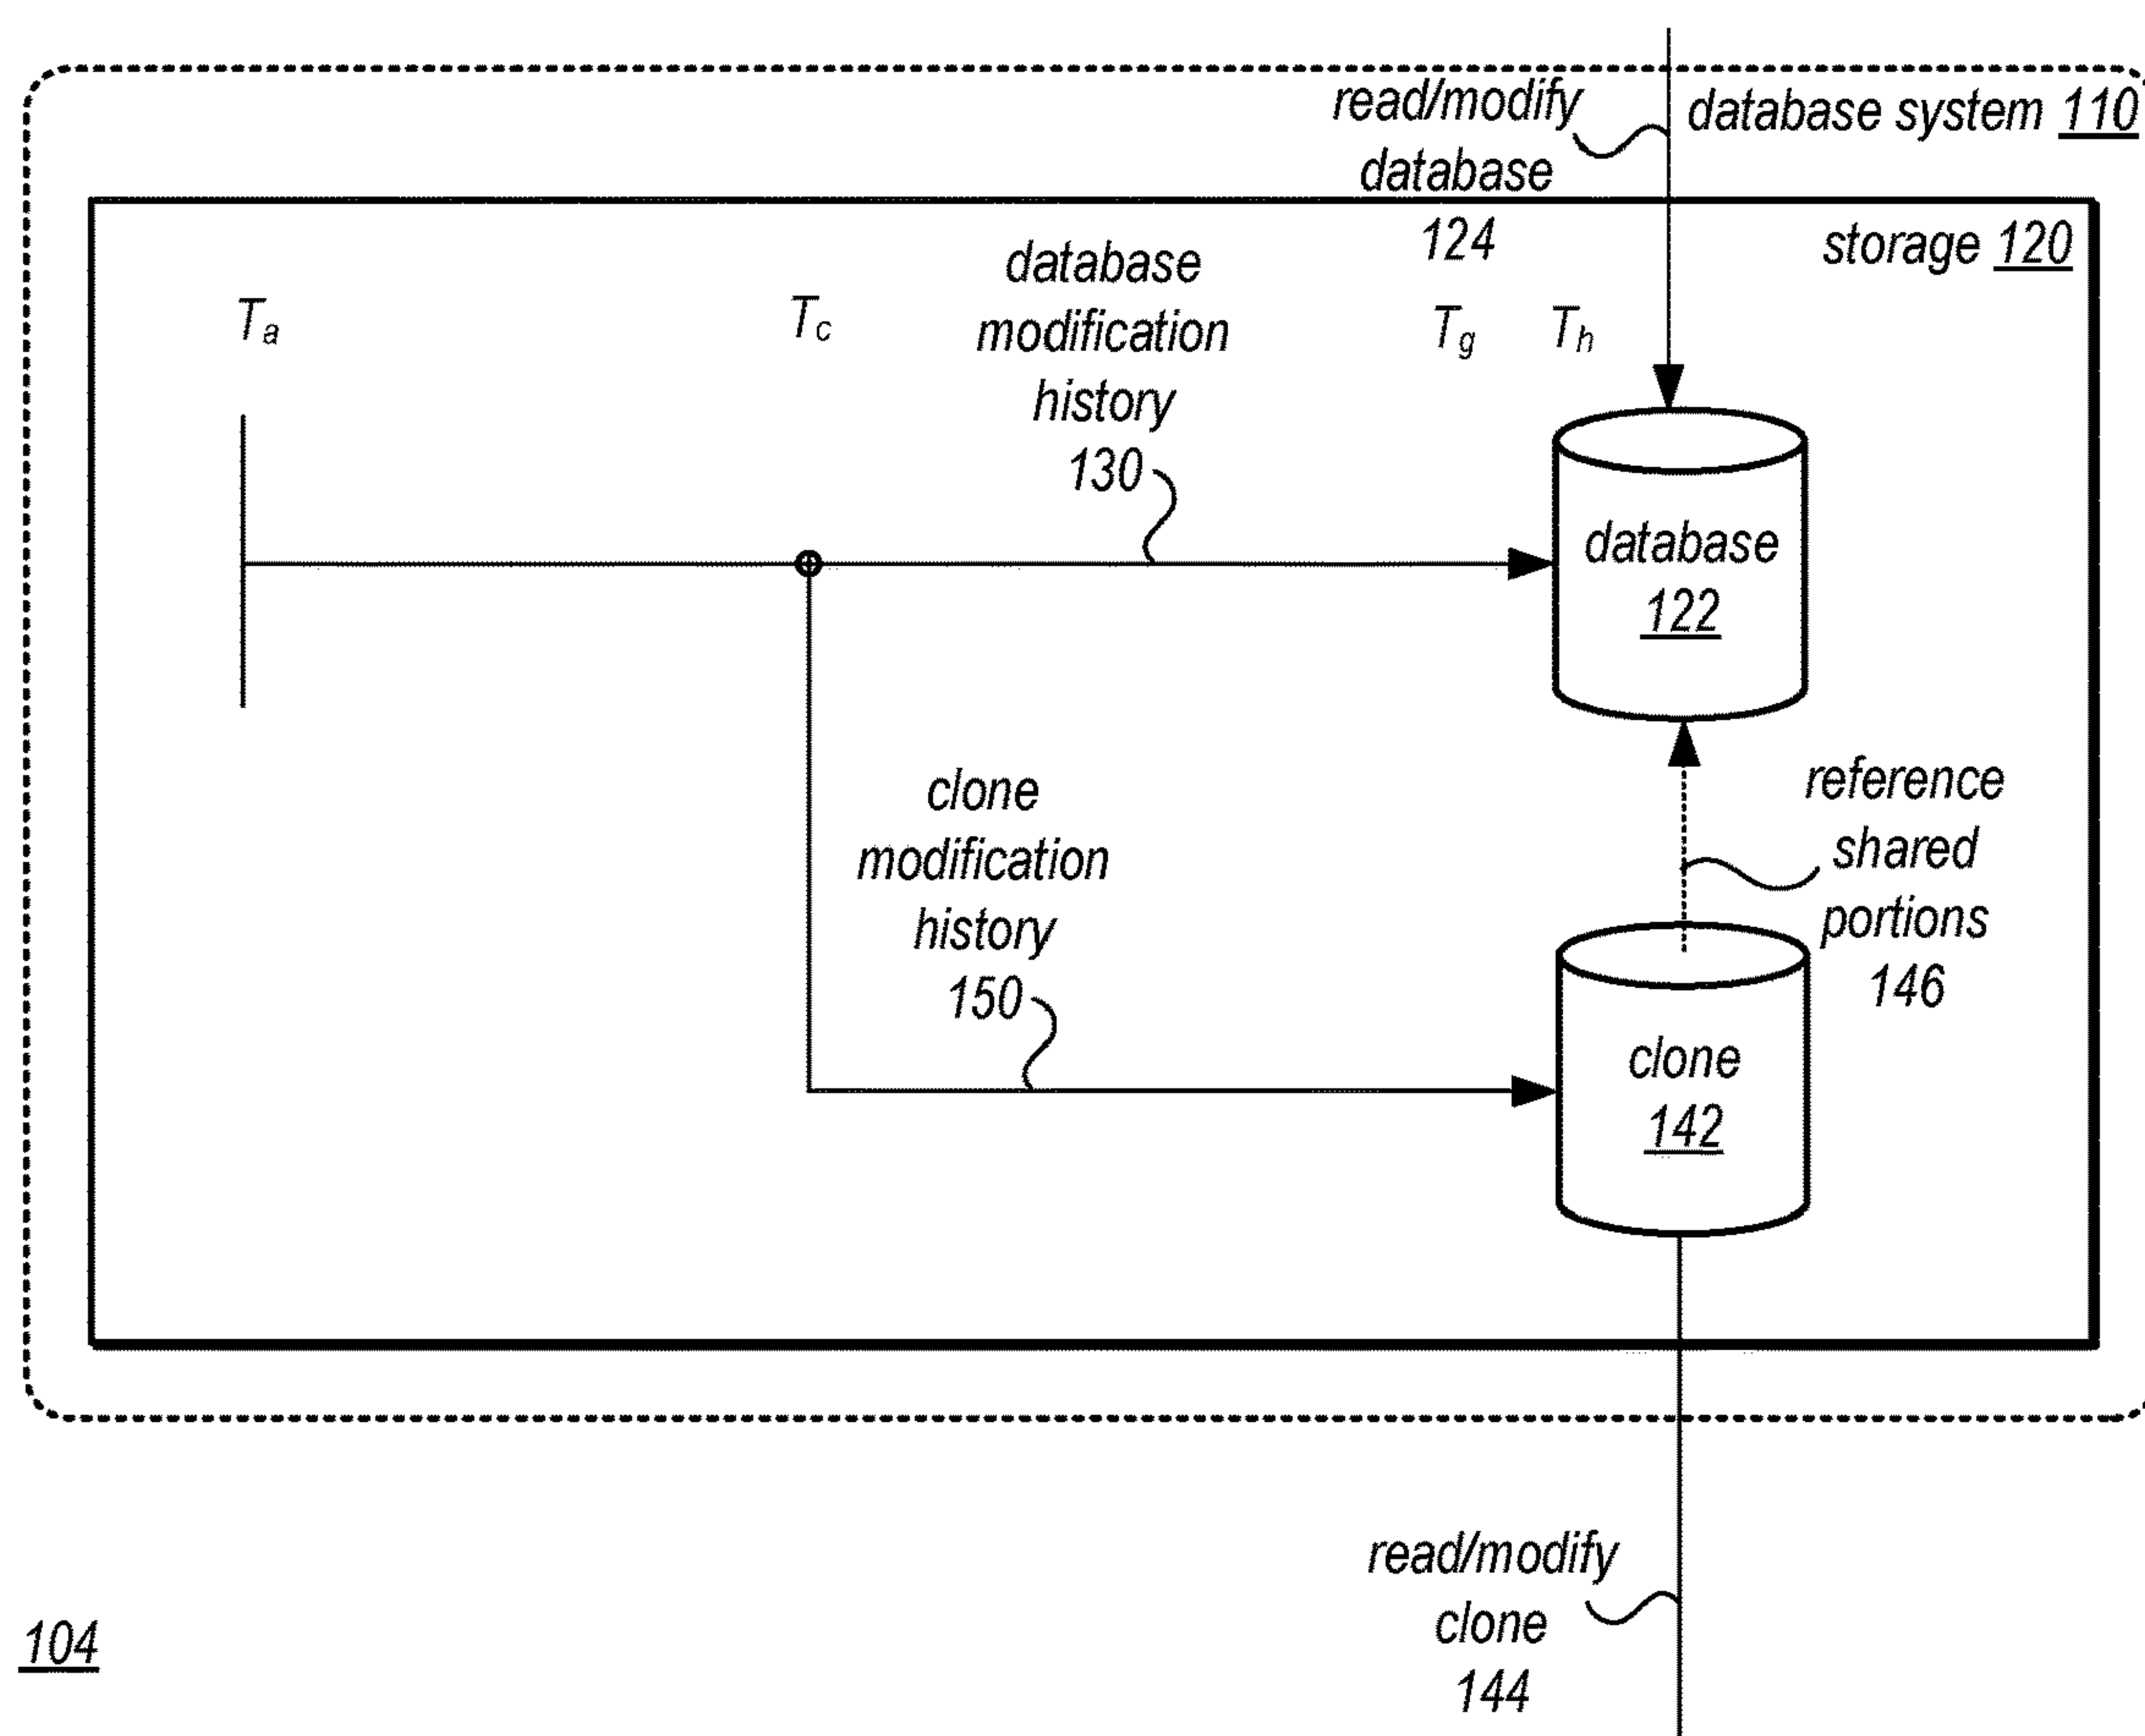 read/modify
database
124
database system 110
storage 120
database
modification
history
130
Ta
Tc
Tg
Th
database
122
clone
modification
history
150
reference
shared
portions
146
clone
142
read/modify
clone
144
104